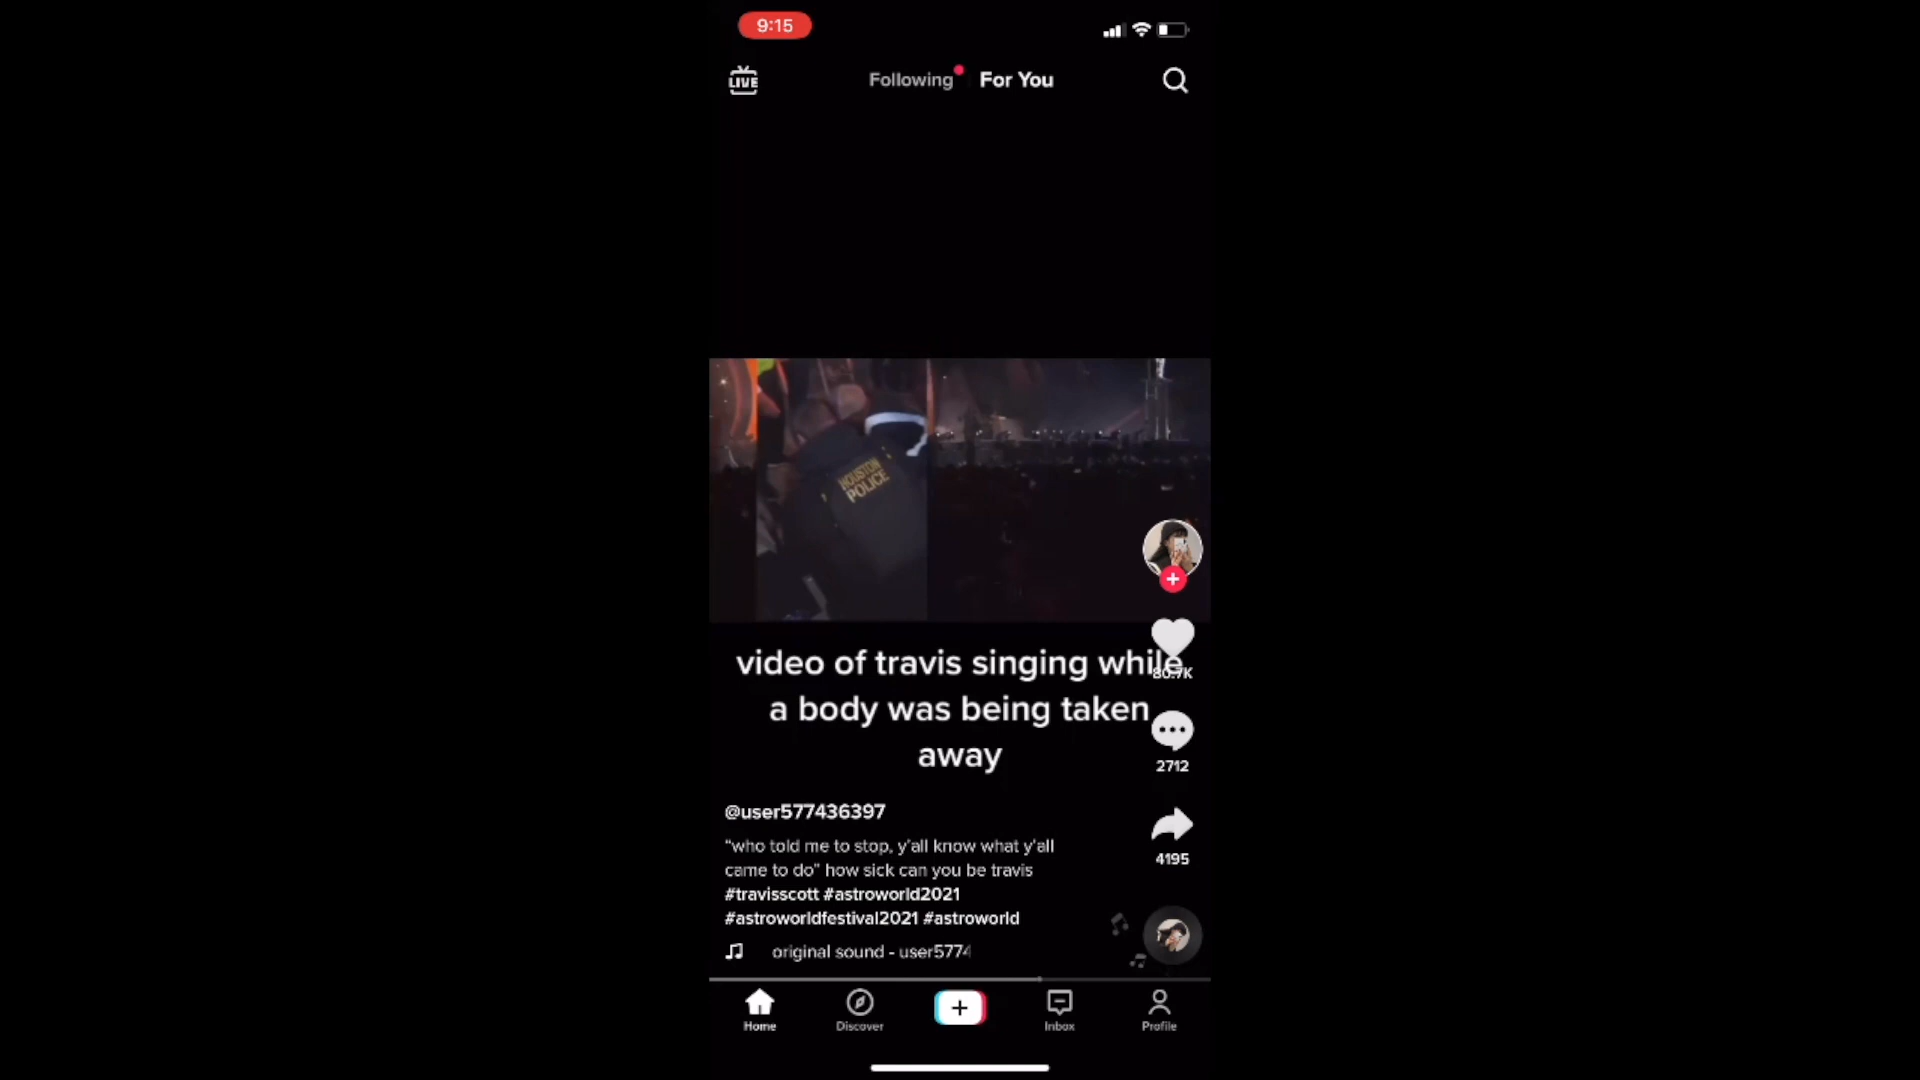 9:15
LIVE
Following For You
HOUSTON
POLICE
video of travis singing while
80.7K
a body was being taken
away
2712
@user577436397
"who told me to stop, y'all know what y'all
came to do" how sick can you be travis
4195
#travisscott #astroworld2021
#astroworldfestival2021 #astroworld
original sound - user5774
Home Discover Inbox Profile